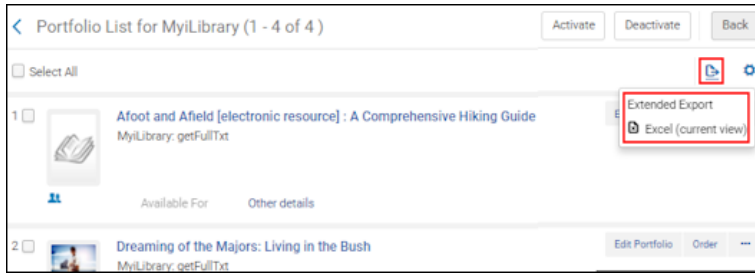 Portfolio List for MyiLibrary (1 - 4 of 4 )
Activate
Deactivate
Back
Select All
Extended Export
Excel (current view)
1
Afoot and Afield [electronic resource] : A Comprehensive Hiking Guide
E
MyiLibrary: getFullTxt
Available For
Other details
2
Dreaming of the Majors: Living in the Bush
Edit Portfolio
Order
MyiLibrary: getFullTxt